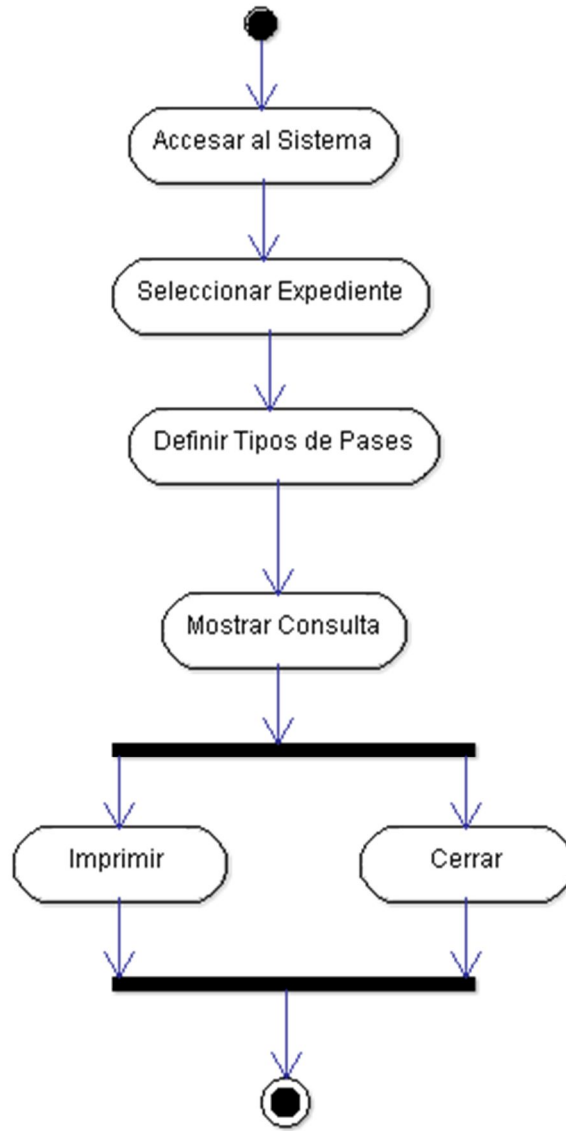 Accesar al Sistema
Seleccionar Expediente
Definir Tipos de Pases
Mostrar Consulta
Imprimir
Cerrar